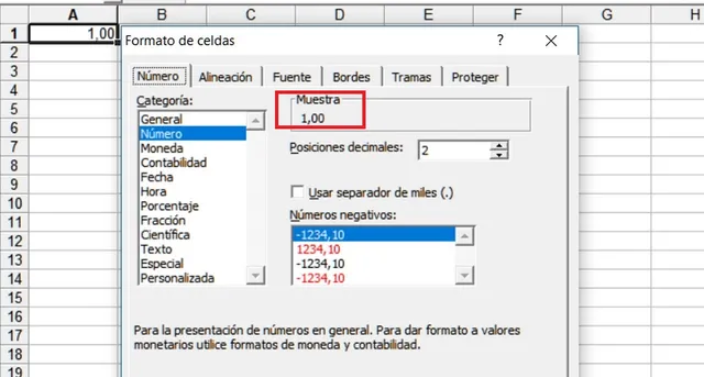 A B C D E F G H
1 1,00
Formato de celdas ? ×
2
3
Número Alineación Fuente Bordes Tramas Proteger
4
Categoría: Muestra
5
General 1,00
6
Número
7
Moneda Posiciones decimales: 2
Contabilidad
8
Fecha
9
Hora Usar separador de miles (.)
10
Porcentaje
Fracción Números negativos:
11
Científica -1234,10
12
Texto 1234,10
13
Especial -1234,10
Personalizada -1234,10
14
15
16
17
Para la presentación de números en general. Para dar formato a valores
18
monetarios utilice formatos de moneda y contabilidad.
19